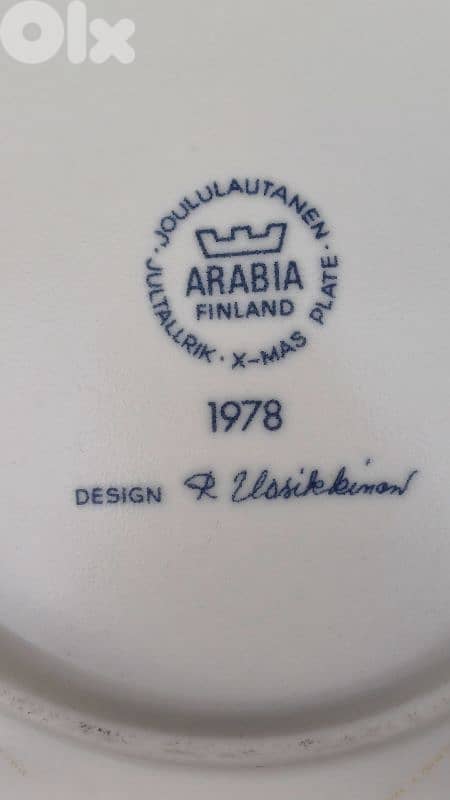 OLX
· JOULULAUTANEN · X-MAS PLATE · JULTALLRIK
ARABIA
FINLAND
1978
DESIGN R Uosikkinen